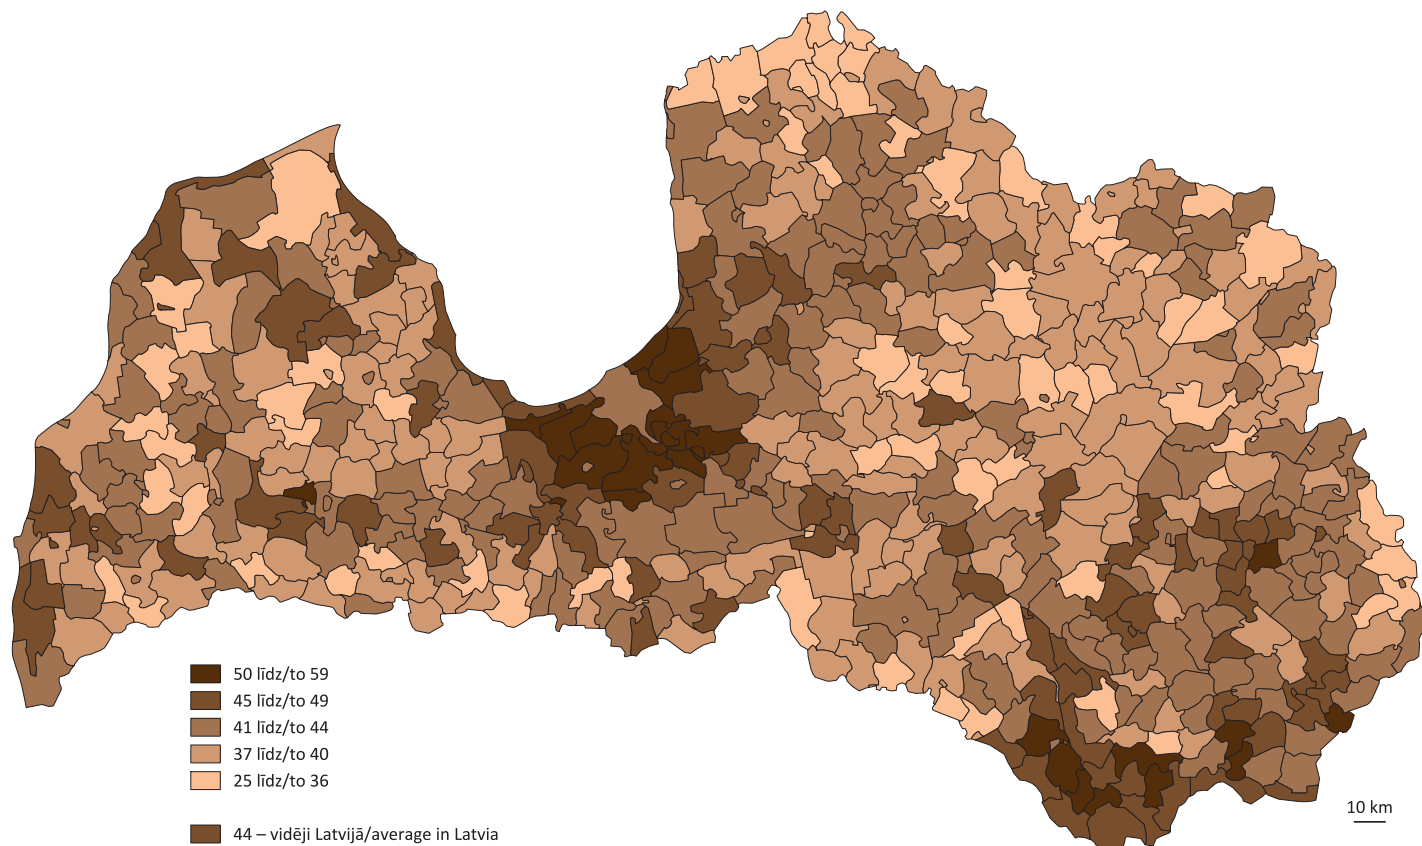 50 līdz/to 59
45 līdz/to 49
41 līdz/to 44
37 līdz/to 40
25 līdz/to 36
44 – vidēji Latvijā/average in Latvia
10 km